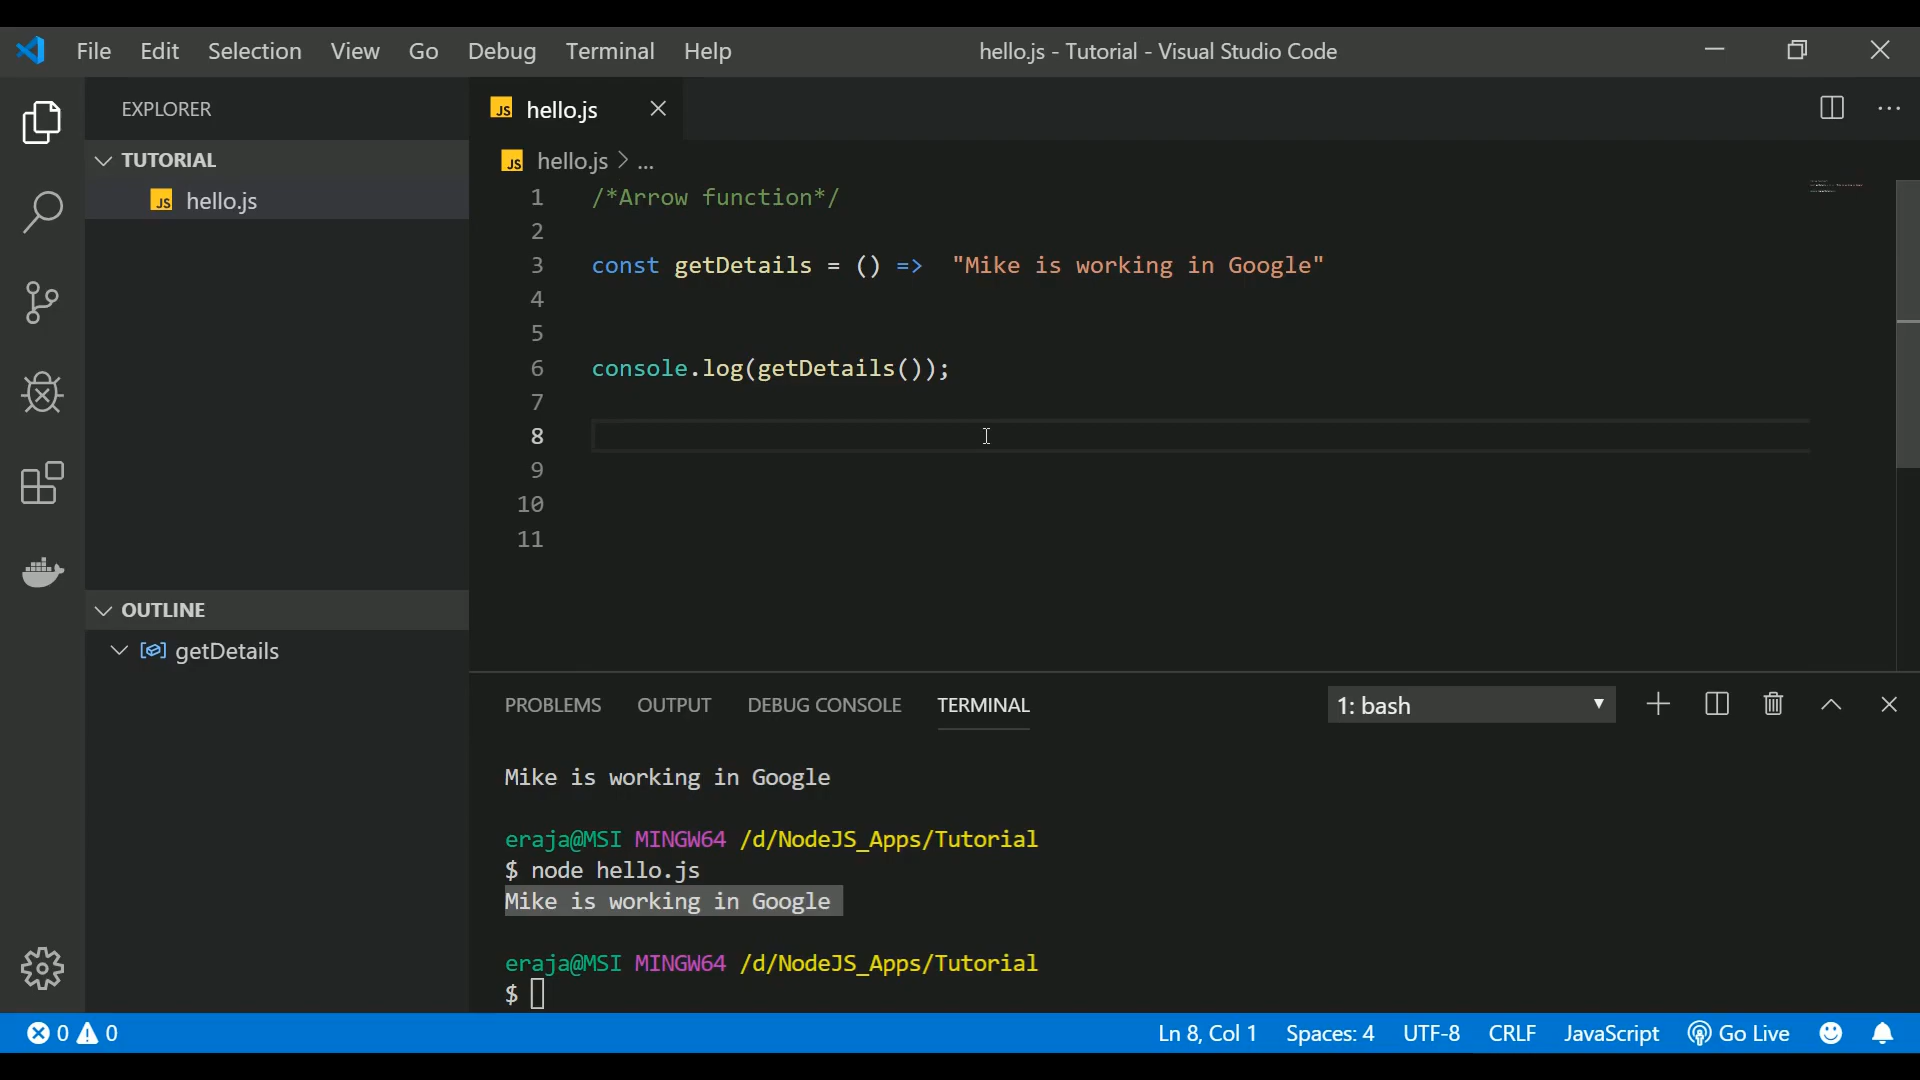 File Edit Selection View Go Debug Terminal Help hello.js - Tutorial - Visual Studio Code
EXPLORER
TUTORIAL
JS hello.js
OUTLINE
getDetails
JS hello.js
JS hello.js > ...
1 /*Arrow function*/
2
3 const getDetails = () =>  "Mike is working in Google"
4
5
6 console.log(getDetails());
7
8
9
10
11
PROBLEMS OUTPUT DEBUG CONSOLE TERMINAL 1: bash
Mike is working in Google
eraja@MSI MINGW64 /d/NodeJS_Apps/Tutorial
$ node hello.js
Mike is working in Google
eraja@MSI MINGW64 /d/NodeJS_Apps/Tutorial
$
0 0 Ln 8, Col 1 Spaces: 4 UTF-8 CRLF JavaScript Go Live